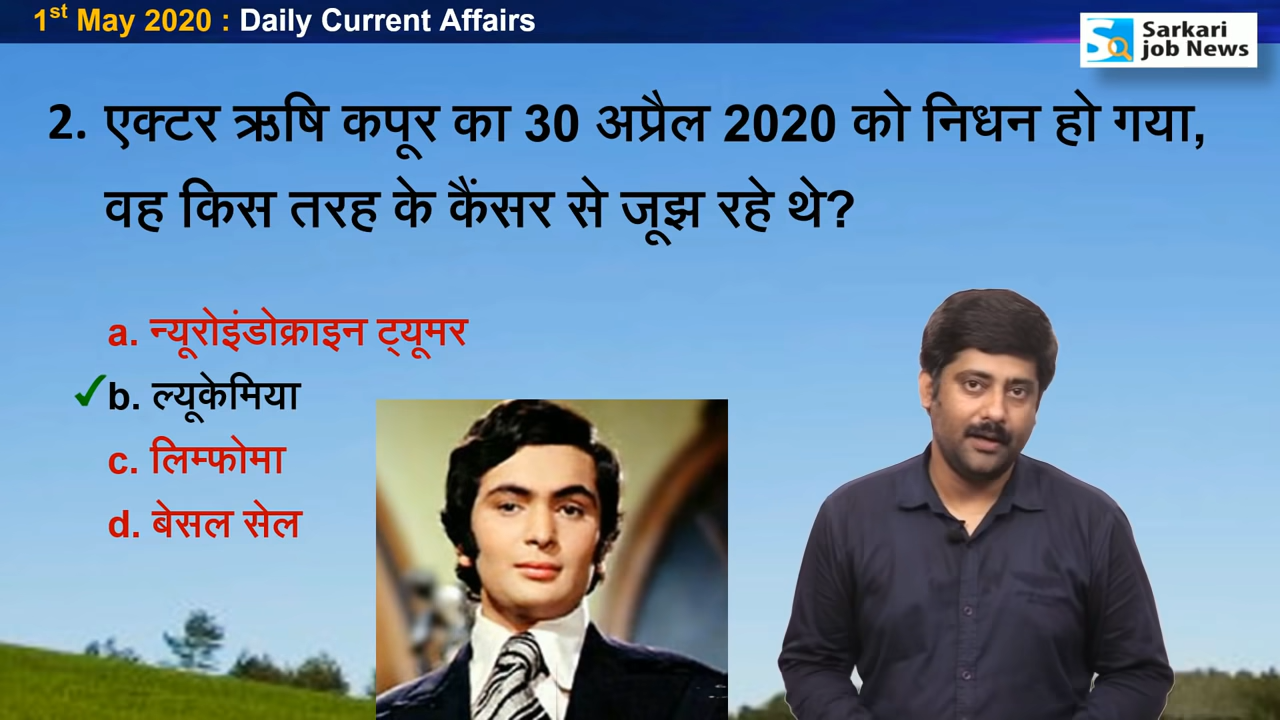 1st May 2020 : Daily Current Affairs
Sarkari
job News
2. एक्टर ऋषि कपूर का 30 अप्रैल 2020 को निधन हो गया,
वह किस तरह के कैंसर से जूझ रहे थे?
a. न्यूरोइंडोक्राइन ट्यूमर
✓b. ल्यूकेमिया
c. लिम्फोमा
d. बेसल सेल